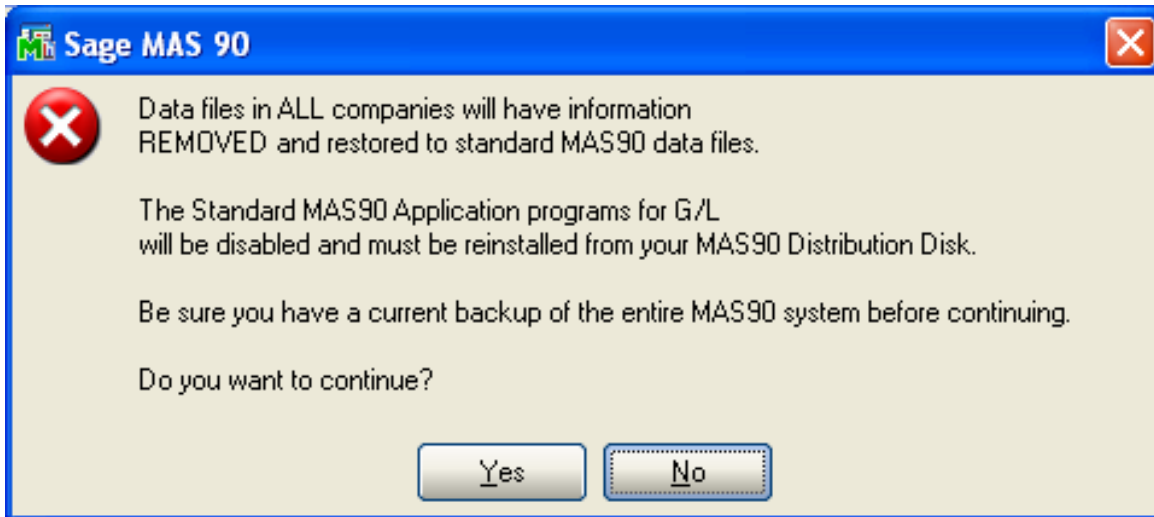 Sage MAS 90
Data files in ALL companies will have information
REMOVED and restored to standard MAS90 data files.
The Standard MAS90 Application programs for G/L
will be disabled and must be reinstalled from your MAS90 Distribution Disk.
Be sure you have a current backup of the entire MAS90 system before continuing.
Do you want to continue?
Yes
No